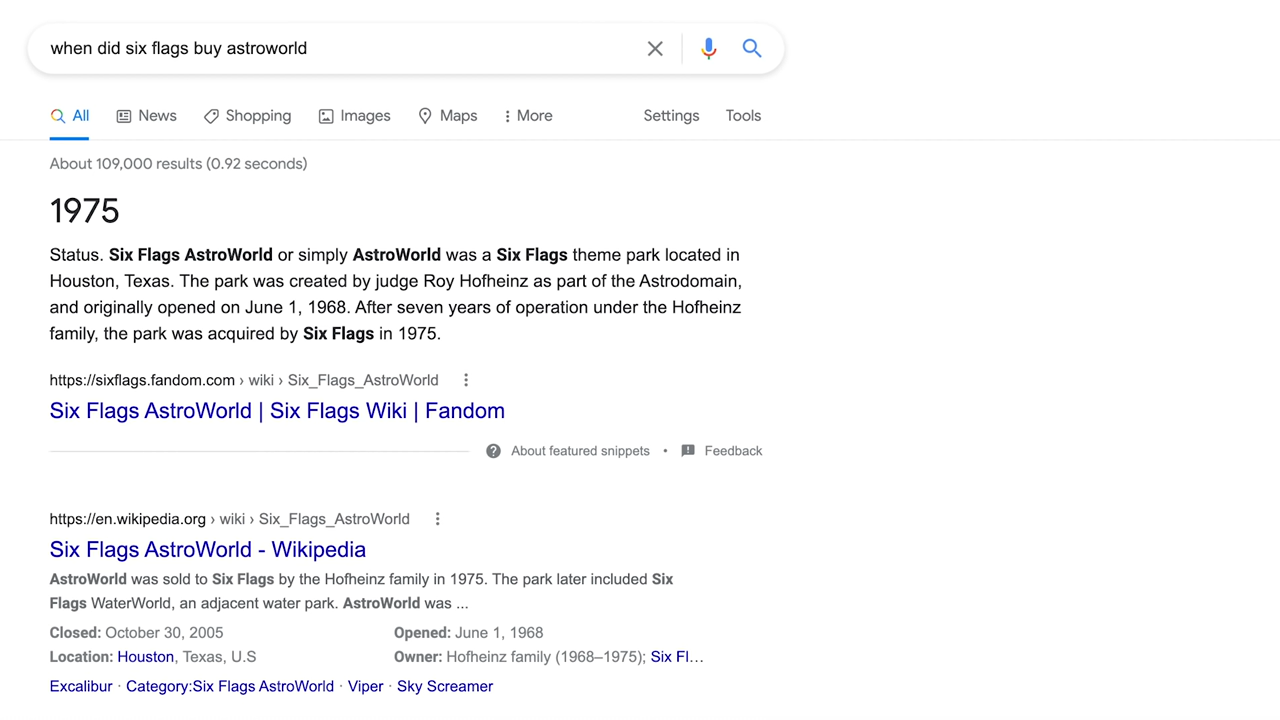 when did six flags buy astroworld
All News Shopping Images Maps More Settings Tools
About 109,000 results (0.92 seconds)
1975
Status. Six Flags AstroWorld or simply AstroWorld was a Six Flags theme park located in
Houston, Texas. The park was created by judge Roy Hofheinz as part of the Astrodomain,
and originally opened on June 1, 1968. After seven years of operation under the Hofheinz
family, the park was acquired by Six Flags in 1975.
https://sixflags.fandom.com › wiki › Six_Flags_AstroWorld
Six Flags AstroWorld | Six Flags Wiki | Fandom
About featured snippets • Feedback
https://en.wikipedia.org › wiki › Six_Flags_AstroWorld
Six Flags AstroWorld - Wikipedia
AstroWorld was sold to Six Flags by the Hofheinz family in 1975. The park later included Six
Flags WaterWorld, an adjacent water park. AstroWorld was ...
Closed: October 30, 2005 Opened: June 1, 1968
Location: Houston, Texas, U.S Owner: Hofheinz family (1968–1975); Six Fl...
Excalibur · Category:Six Flags AstroWorld · Viper · Sky Screamer